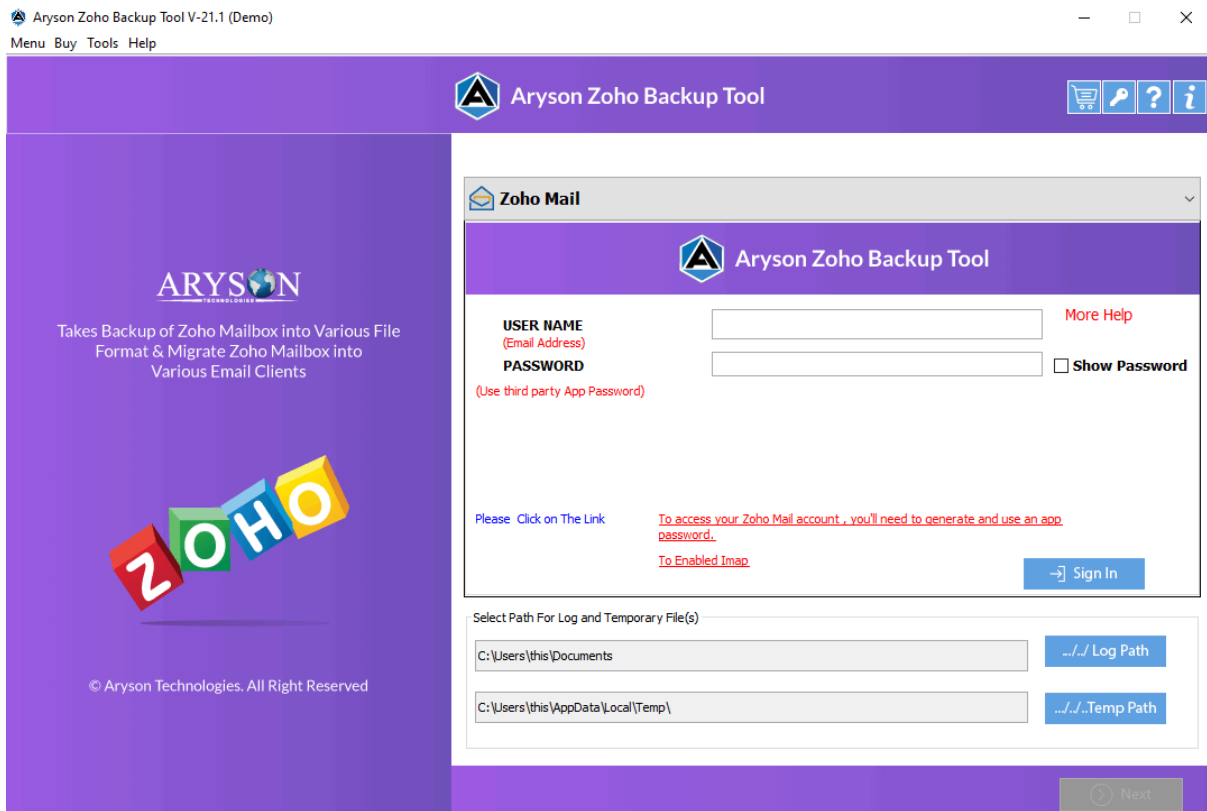 Aryson Zoho Backup Tool V-21.1 (Demo)
Menu Buy Tools Help
Aryson Zoho Backup Tool
Zoho Mail
Aryson Zoho Backup Tool
ARYSON
TECHNOLOGIES
Takes Backup of Zoho Mailbox into Various File
Format & Migrate Zoho Mailbox into
Various Email Clients
ZOHO
© Aryson Technologies. All Right Reserved
USER NAME
(Email Address)
More Help
PASSWORD
Show Password
(Use third party App Password)
Please Click on The Link
To access your Zoho Mail account , you'll need to generate and use an app
password.
To Enabled Imap
Sign In
Select Path For Log and Temporary File(s)
C:\Users\this\Documents
.../../ Log Path
C:\Users\this\AppData\Local\Temp\
.../../..Temp Path
Next